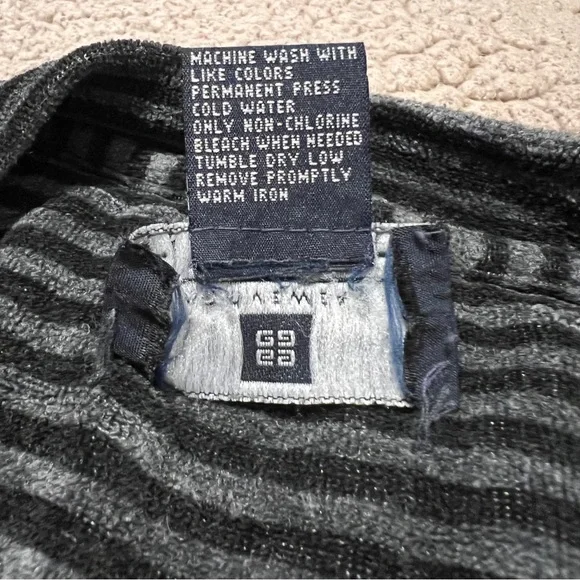 MACHINE WASH WITH
LIKE COLORS
PERMANENT PRESS
COLD WATER
ONLY NON-CHLORINE
BLEACH WHEN NEEDED
TUMBLE DRY LOW
REMOVE PROMPTLY
WARM IRON